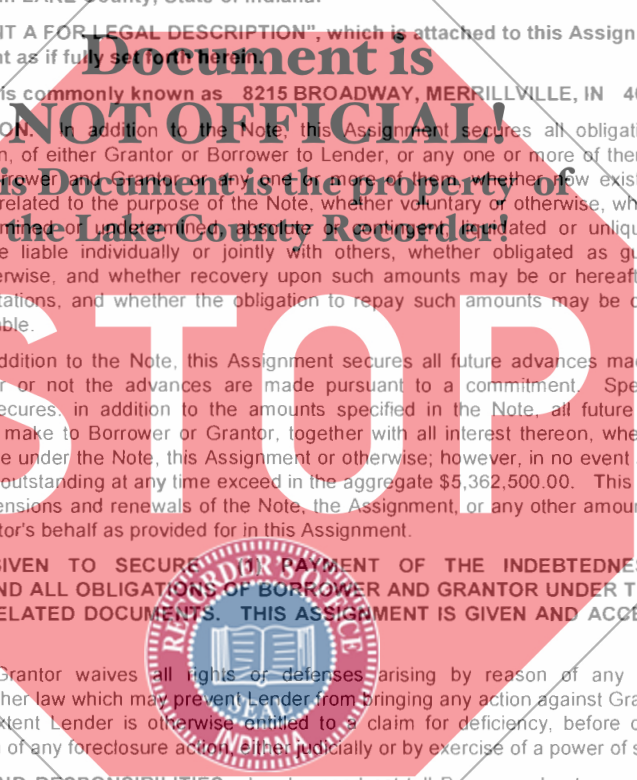 LAKE County, State of Indiana.
NT A FOR LEGAL DESCRIPTION", which is attached to this Assign
nt as if fully set forth herein.
Document is
is commonly known as 8215 BROADWAY, MERRILLVILLE, IN 4
NOT OFFICIAL!
ON. In addition to the Note, this Assignment secures all obligati
n, of either Grantor or Borrower to Lender, or any one or more of ther
rrower and Grantor or any one or more of them, whether now exist
is Document is the property of
related to the purpose of the Note, whether voluntary or otherwise, wh
rmined or undetermined, absolute or contingent, liquidated or unliqu
the Lake County Recorder!
e liable individually or jointly with others, whether obligated as gu
erwise, and whether recovery upon such amounts may be or hereaft
tations, and whether the obligation to repay such amounts may be
able.
STOP
ddition to the Note, this Assignment secures all future advances mad
r or not the advances are made pursuant to a commitment. Spe
ecures, in addition to the amounts specified in the Note, all future
make to Borrower or Grantor, together with all interest thereon, whe
e under the Note, this Assignment or otherwise; however, in no event
outstanding at any time exceed in the aggregate $5,362,500.00. This
ensions and renewals of the Note, the Assignment, or any other amoun
tor's behalf as provided for in this Assignment.
GIVEN TO SECURE (1) PAYMENT OF THE INDEBTEDNES
ND ALL OBLIGATIONS OF BORROWER AND GRANTOR UNDER T
RELATED DOCUMENTS. THIS ASSIGNMENT IS GIVEN AND ACCE
RECORDER'S OFFICE
SEAL
INDIANA
Grantor waives all rights or defenses arising by reason of any
her law which may prevent Lender from bringing any action against Gra
xtent Lender is otherwise entitled to a claim for deficiency, before o
of any foreclosure action, either judicially or by exercise of a power of s